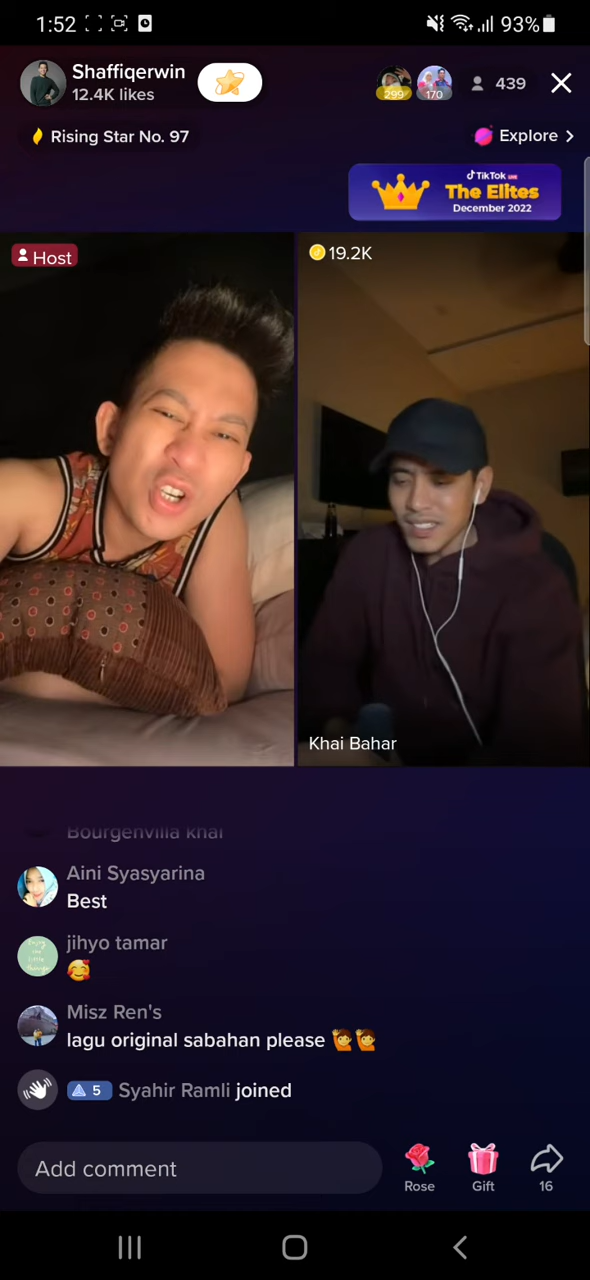 1:52
93%
Shaffiqerwin
12.4K likes
299
170
439
Rising Star No. 97
Explore
TikTok LIVE
The Elites
December 2022
Host
19.2K
Khai Bahar
Bourgenvilla khai
Aini Syasyarina
Best
jihyo tamar
Misz Ren's
lagu original sabahan please 🙋🙋
5 Syahir Ramli joined
Add comment
Rose
Gift
16